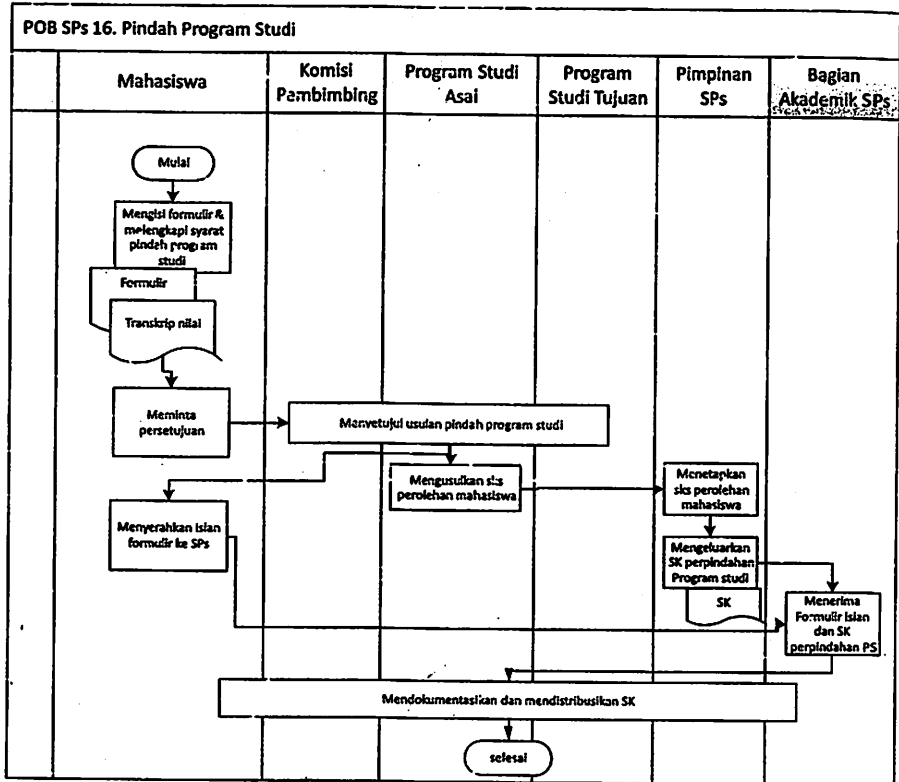 POB SPs 16. Pindah Program Studi
Mahasiswa
Komisi
Pembimbing
Program Studi
Asai
Program
Studi Tujuan
Pimpinan
SPs
Bagian
Akademik SPs
Mulai
Mengisi formulir &
melengkapi syarat
pindah program
studi
Formulir
Transkrip nilai
Meminta
persetujuan
Menyetujui usulan pindah program studi
Mengusulkan sks
perolehan mahasiswa
Menetapkan
sks perolehan
mahasiswa
Menyerahkan isian
formulir ke SPs
Mengeluarkan
SK perpindahan
Program studi
SK
Menerima
Formulir isian
dan SK
perpindahan PS
Mendokumentasikan dan mendistribusikan SK
selesai